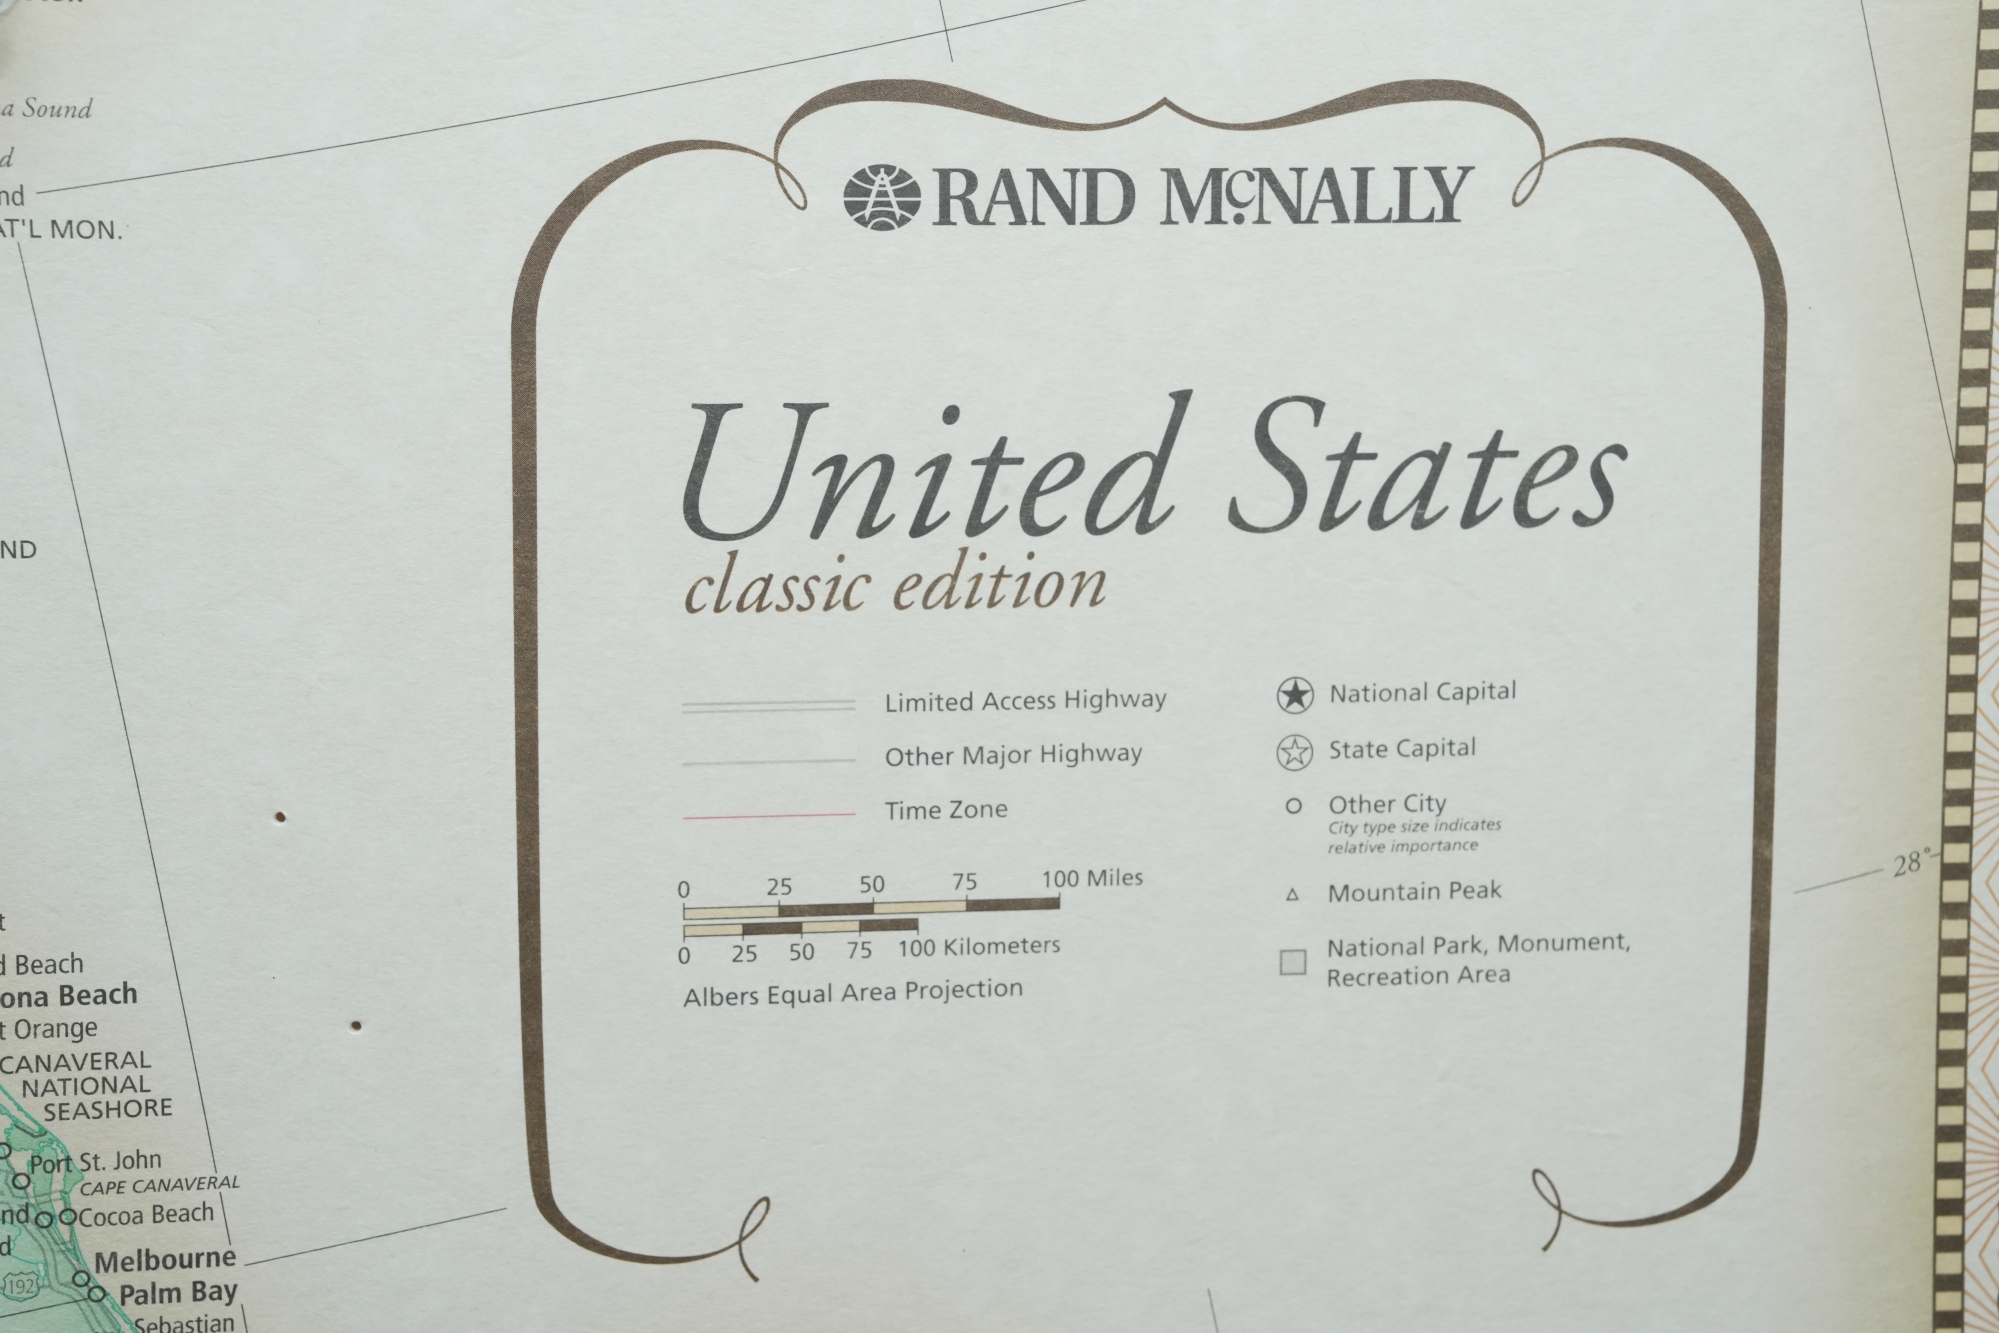 a Sound
d
nd
AT'L MON.
ND
t
d Beach
ona Beach
t Orange
CANAVERAL
NATIONAL
SEASHORE
Port St. John
CAPE CANAVERAL
nd
Cocoa Beach
d
Melbourne
192
Palm Bay
Sebastian
RAND McNALLY
United States
classic edition
Limited Access Highway
Other Major Highway
Time Zone
0 25 50 75 100 Miles
0 25 50 75 100 Kilometers
Albers Equal Area Projection
National Capital
State Capital
Other City
City type size indicates
relative importance
Mountain Peak
National Park, Monument,
Recreation Area
28°